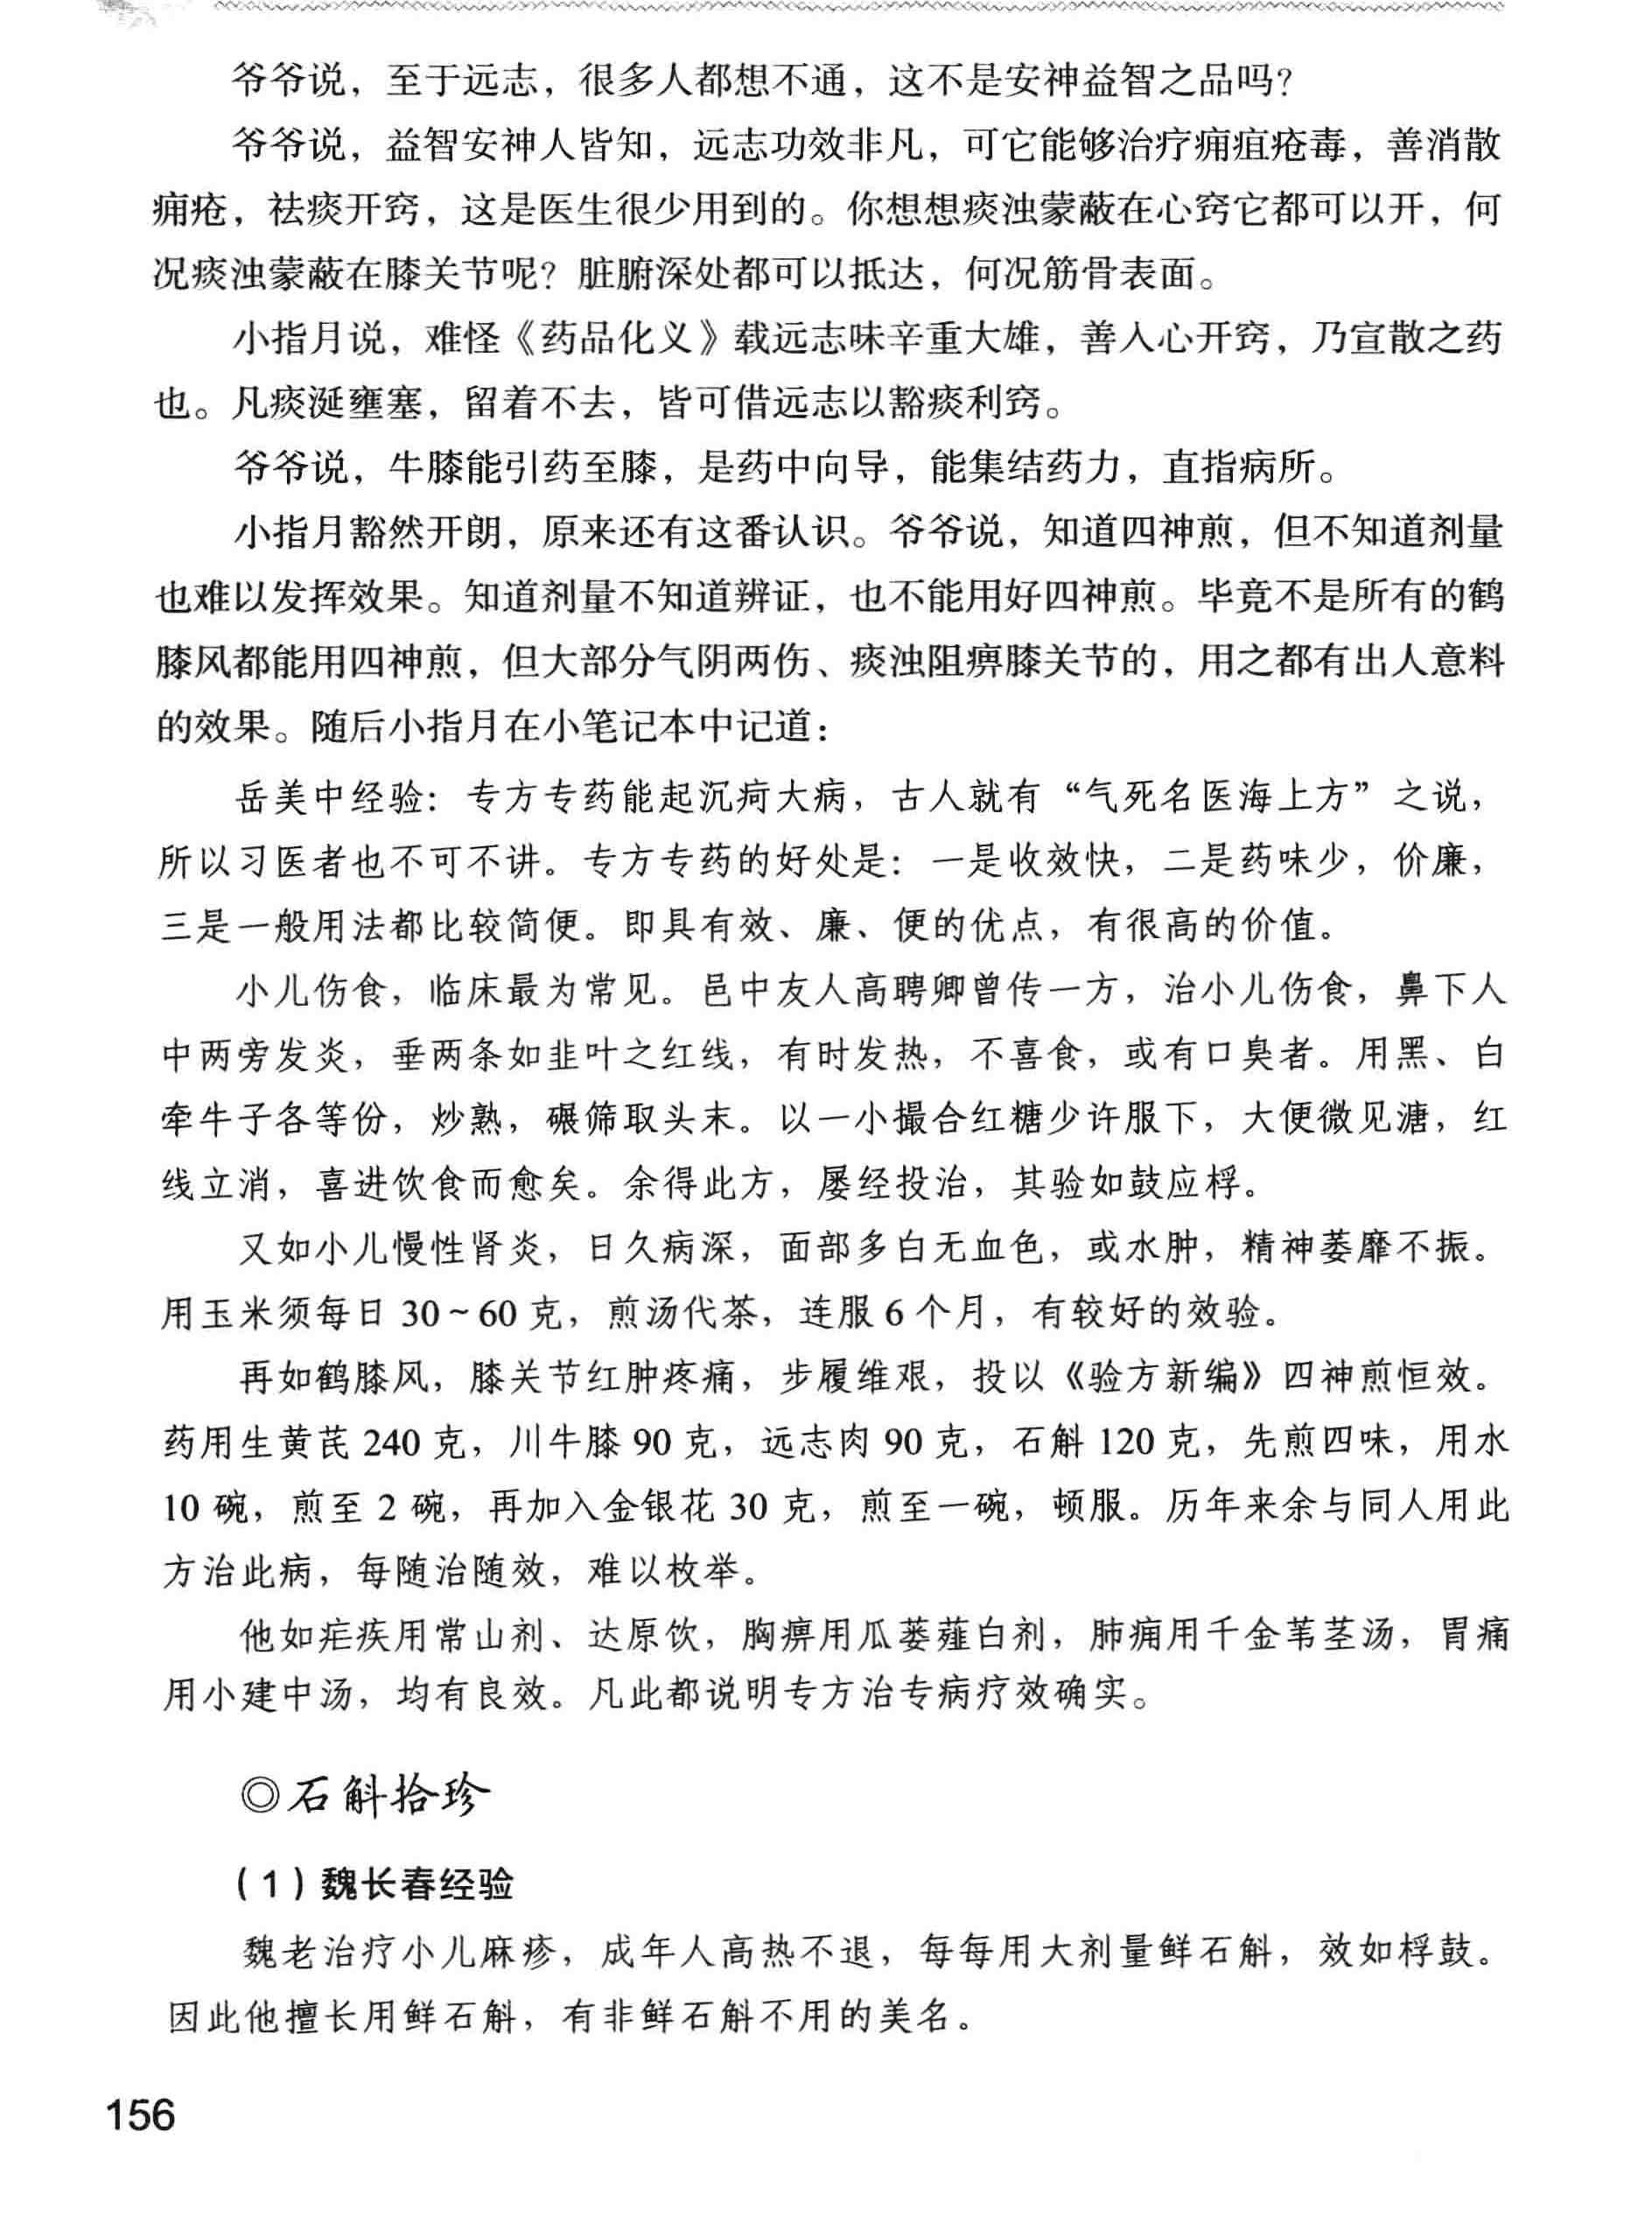 爷爷说，至于远志，很多人都想不通，这不是安神益智之品吗？
爷爷说，益智安神人皆知，远志功效非凡，可它能够治疗痈疽疮毒，善消散
痈疮，祛痰开窍，这是医生很少用到的。你想想痰浊蒙蔽在心窍它都可以开，何
况痰浊蒙蔽在膝关节呢？脏腑深处都可以抵达，何况筋骨表面。
小指月说，难怪《药品化义》载远志味辛重大雄，善入心开窍，乃宣散之药
也。凡痰涎壅塞，留着不去，皆可借远志以豁痰利窍。
爷爷说，牛膝能引药至膝，是药中向导，能集结药力，直指病所。
小指月豁然开朗，原来还有这番认识。爷爷说，知道四神煎，但不知道剂量
也难以发挥效果。知道剂量不知道辨证，也不能用好四神煎。毕竟不是所有的鹤
膝风都能用四神煎，但大部分气阴两伤、痰浊阻痹膝关节的，用之都有出人意料
的效果。随后小指月在小笔记本中记道：
岳美中经验：专方专药能起沉疴大病，古人就有“气死名医海上方”之说，
所以习医者也不可不讲。专方专药的好处是：一是收效快，二是药味少，价廉，
三是一般用法都比较简便。即具有效、廉、便的优点，有很高的价值。
小儿伤食，临床最为常见。邑中友人高聘卿曾传一方，治小儿伤食，鼻下人
中两旁发炎，垂两条如韭叶之红线，有时发热，不喜食，或有口臭者。用黑、白
牵牛子各等份，炒熟，碾筛取头末。以一小撮合红糖少许服下，大便微见溏，红
线立消，喜进饮食而愈矣。余得此方，屡经投治，其验如鼓应桴。
又如小儿慢性肾炎，日久病深，面部多白无血色，或水肿，精神萎靡不振。
用玉米须每日 30～60 克，煎汤代茶，连服 6 个月，有较好的效验。
再如鹤膝风，膝关节红肿疼痛，步履维艰，投以《验方新编》四神煎恒效。
药用生黄芪 240 克，川牛膝 90 克，远志肉 90 克，石斛 120 克，先煎四味，用水
10 碗，煎至 2 碗，再加入金银花 30 克，煎至一碗，顿服。历年来余与同人用此
方治此病，每随治随效，难以枚举。
他如疟疾用常山剂、达原饮，胸痹用瓜蒌薤白剂，肺痈用千金苇茎汤，胃痛
用小建中汤，均有良效。凡此都说明专方治专病疗效确实。
◎石斛拾珍
（1）魏长春经验
魏老治疗小儿麻疹，成年人高热不退，每每用大剂量鲜石斛，效如桴鼓。
因此他擅长用鲜石斛，有非鲜石斛不用的美名。
156